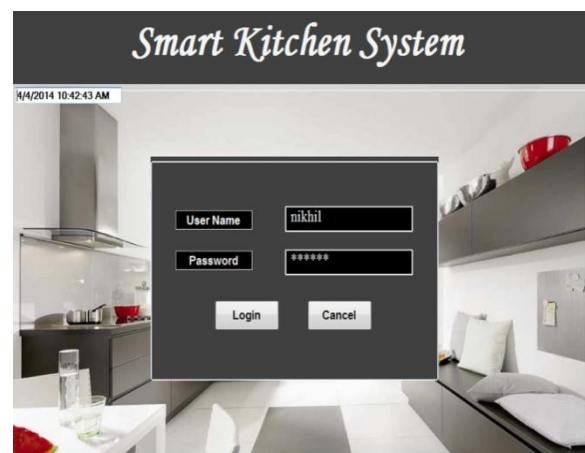 Smart Kitchen System
4/4/2014 10:42:43 AM
User Name nikhil
Password ******
Login Cancel